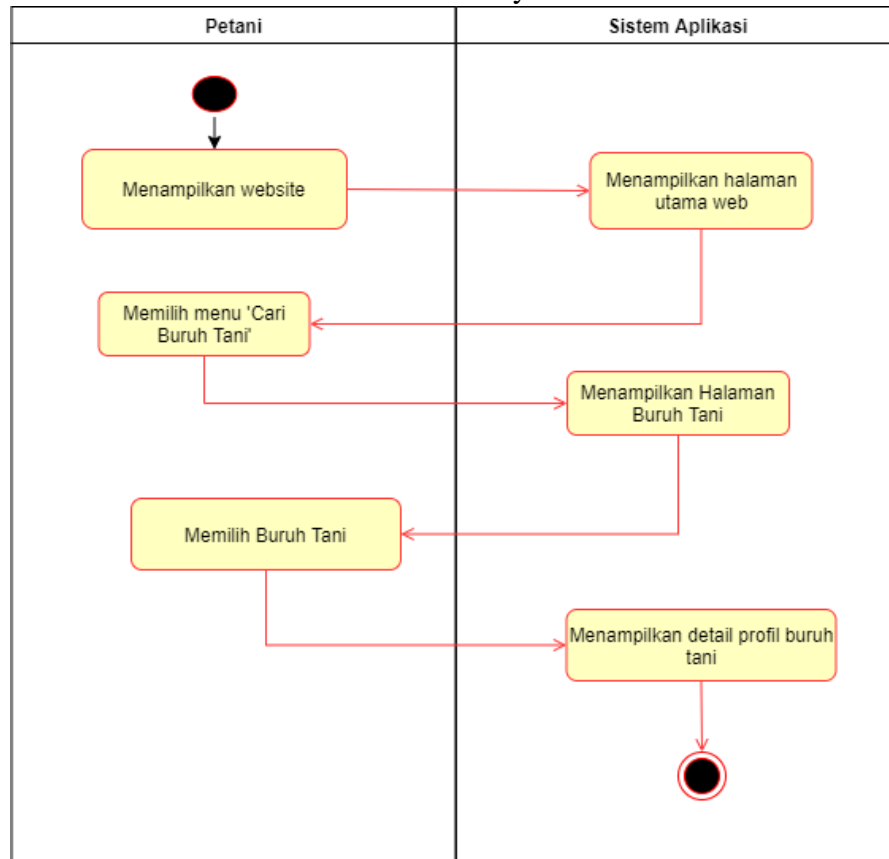 Petani
Sistem Aplikasi
Menampilkan website
Menampilkan halaman
utama web
Memilih menu 'Cari
Buruh Tani'
Menampilkan Halaman
Buruh Tani
Memilih Buruh Tani
Menampilkan detail profil buruh
tani